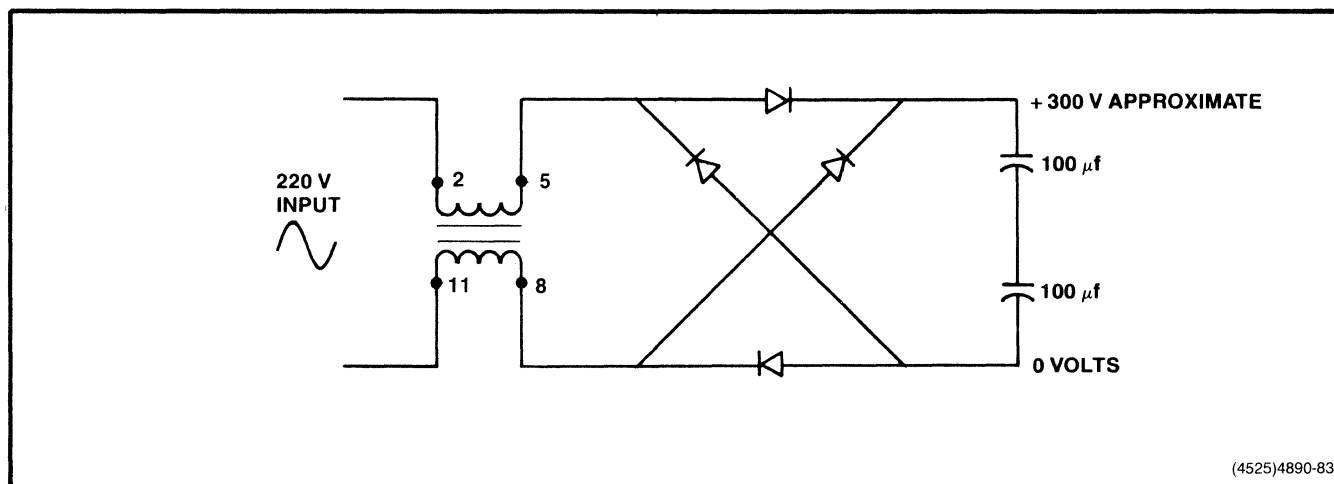 + 300 V APPROXIMATE
100 μf
2
5
220 V
INPUT
11
8
100 μf
0 VOLTS
(4525)4890-83